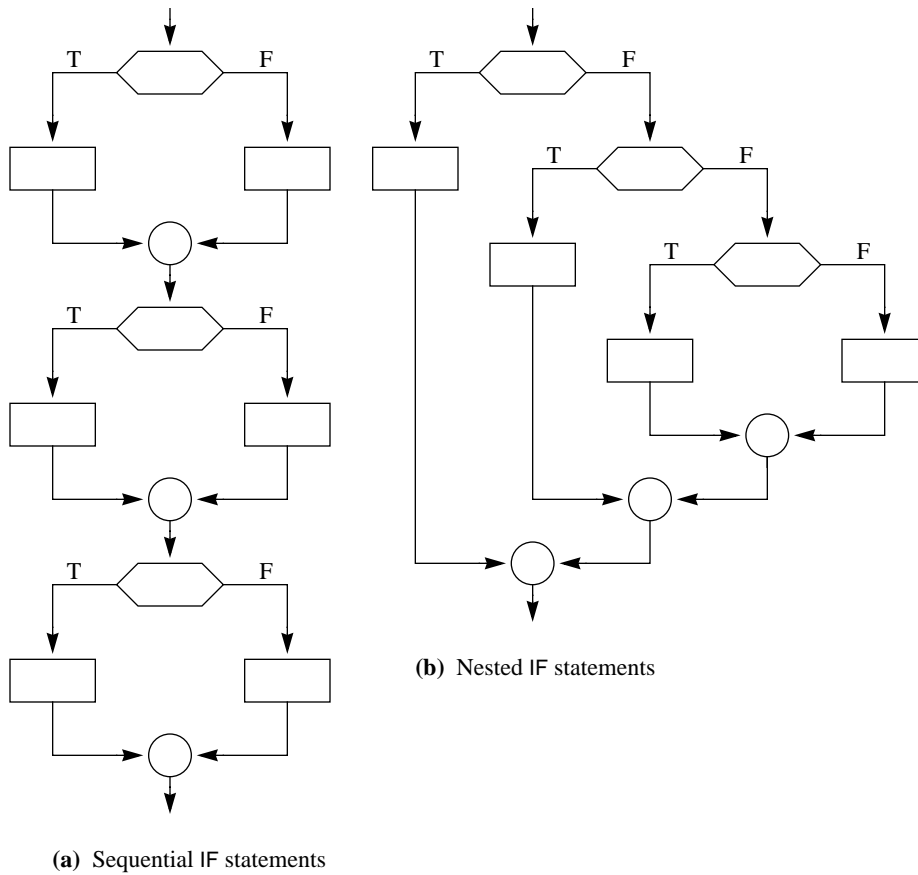 T F
T F
T F
T F
T F
T F
(b) Nested IF statements
(a) Sequential IF statements